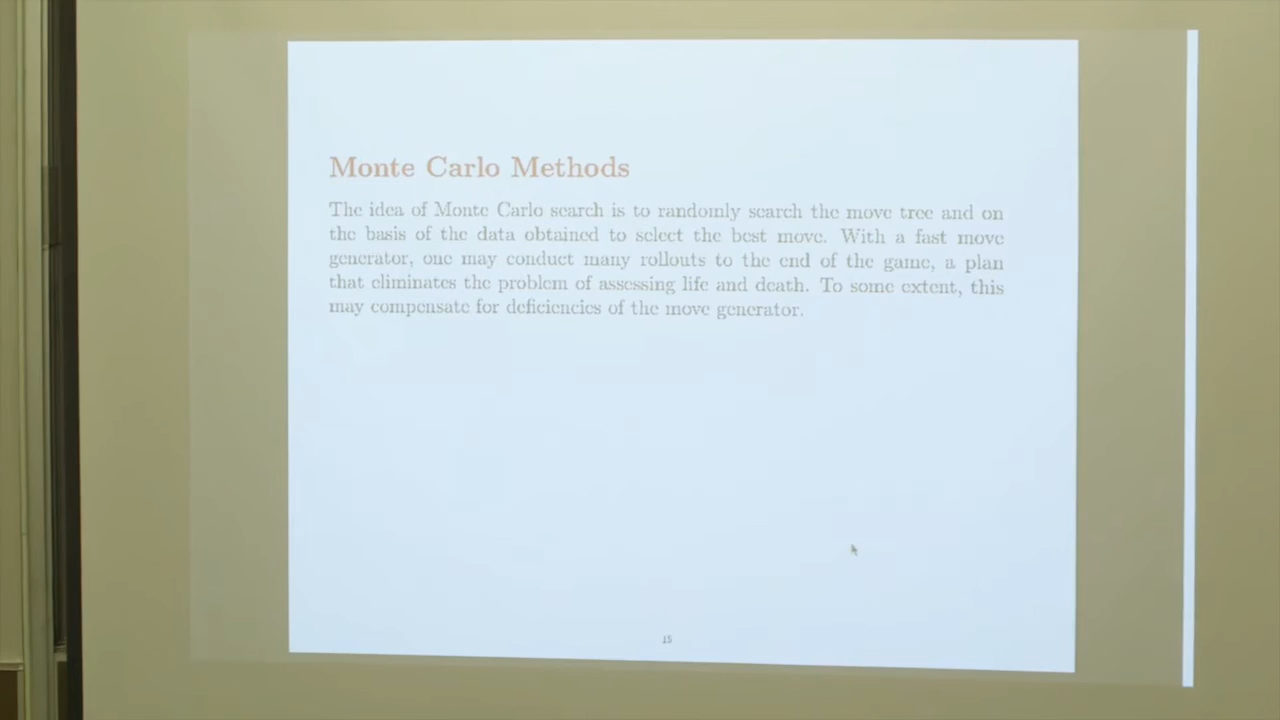 Monte Carlo Methods
The idea of Monte Carlo search is to randomly search the move tree and on
the basis of the data obtained to select the best move. With a fast move
generator, one may conduct many rollouts to the end of the game, a plan
that eliminates the problem of assessing life and death. To some extent, this
may compensate for deficiencies of the move generator.
15